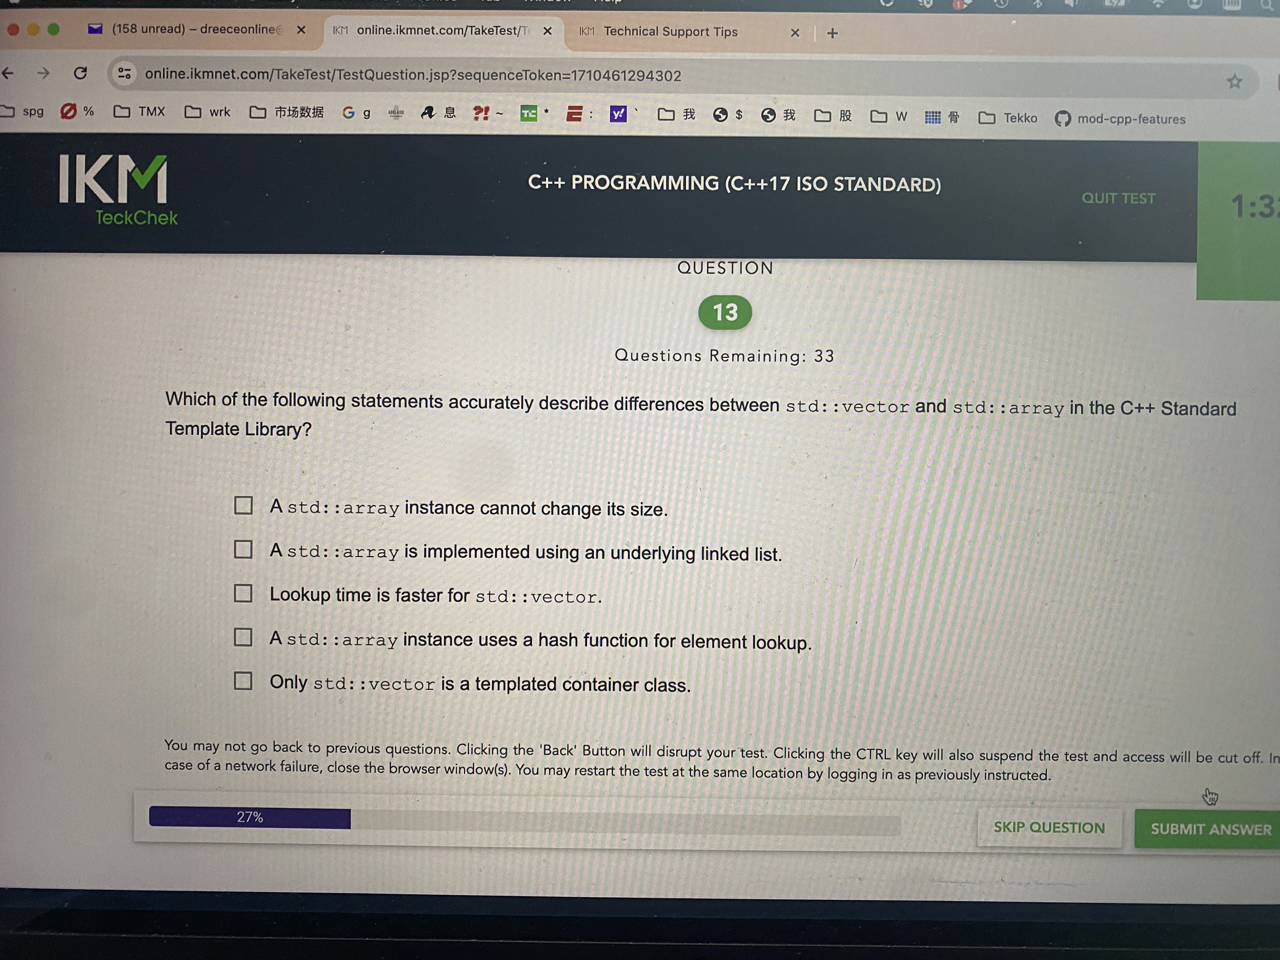 (158 unread) – dreeceonline
IKM online.ikmnet.com/TakeTest/T
IKM Technical Support Tips
online.ikmnet.com/TakeTest/TestQuestion.jsp?sequenceToken=1710461294302
spg
%
TMX
wrk
市场数据
G g
息
?! ~
TC •
:
y! `
我
$
我
股
W
骨
Tekko
mod-cpp-features
IKM
TeckChek
C++ PROGRAMMING (C++17 ISO STANDARD)
QUIT TEST
1:3
QUESTION
13
Questions Remaining: 33
Which of the following statements accurately describe differences between std::vector and std::array in the C++ Standard
Template Library?
A std::array instance cannot change its size.
A std::array is implemented using an underlying linked list.
Lookup time is faster for std::vector.
A std::array instance uses a hash function for element lookup.
Only std::vector is a templated container class.
You may not go back to previous questions. Clicking the 'Back' Button will disrupt your test. Clicking the CTRL key will also suspend the test and access will be cut off. In
case of a network failure, close the browser window(s). You may restart the test at the same location by logging in as previously instructed.
27%
SKIP QUESTION
SUBMIT ANSWER